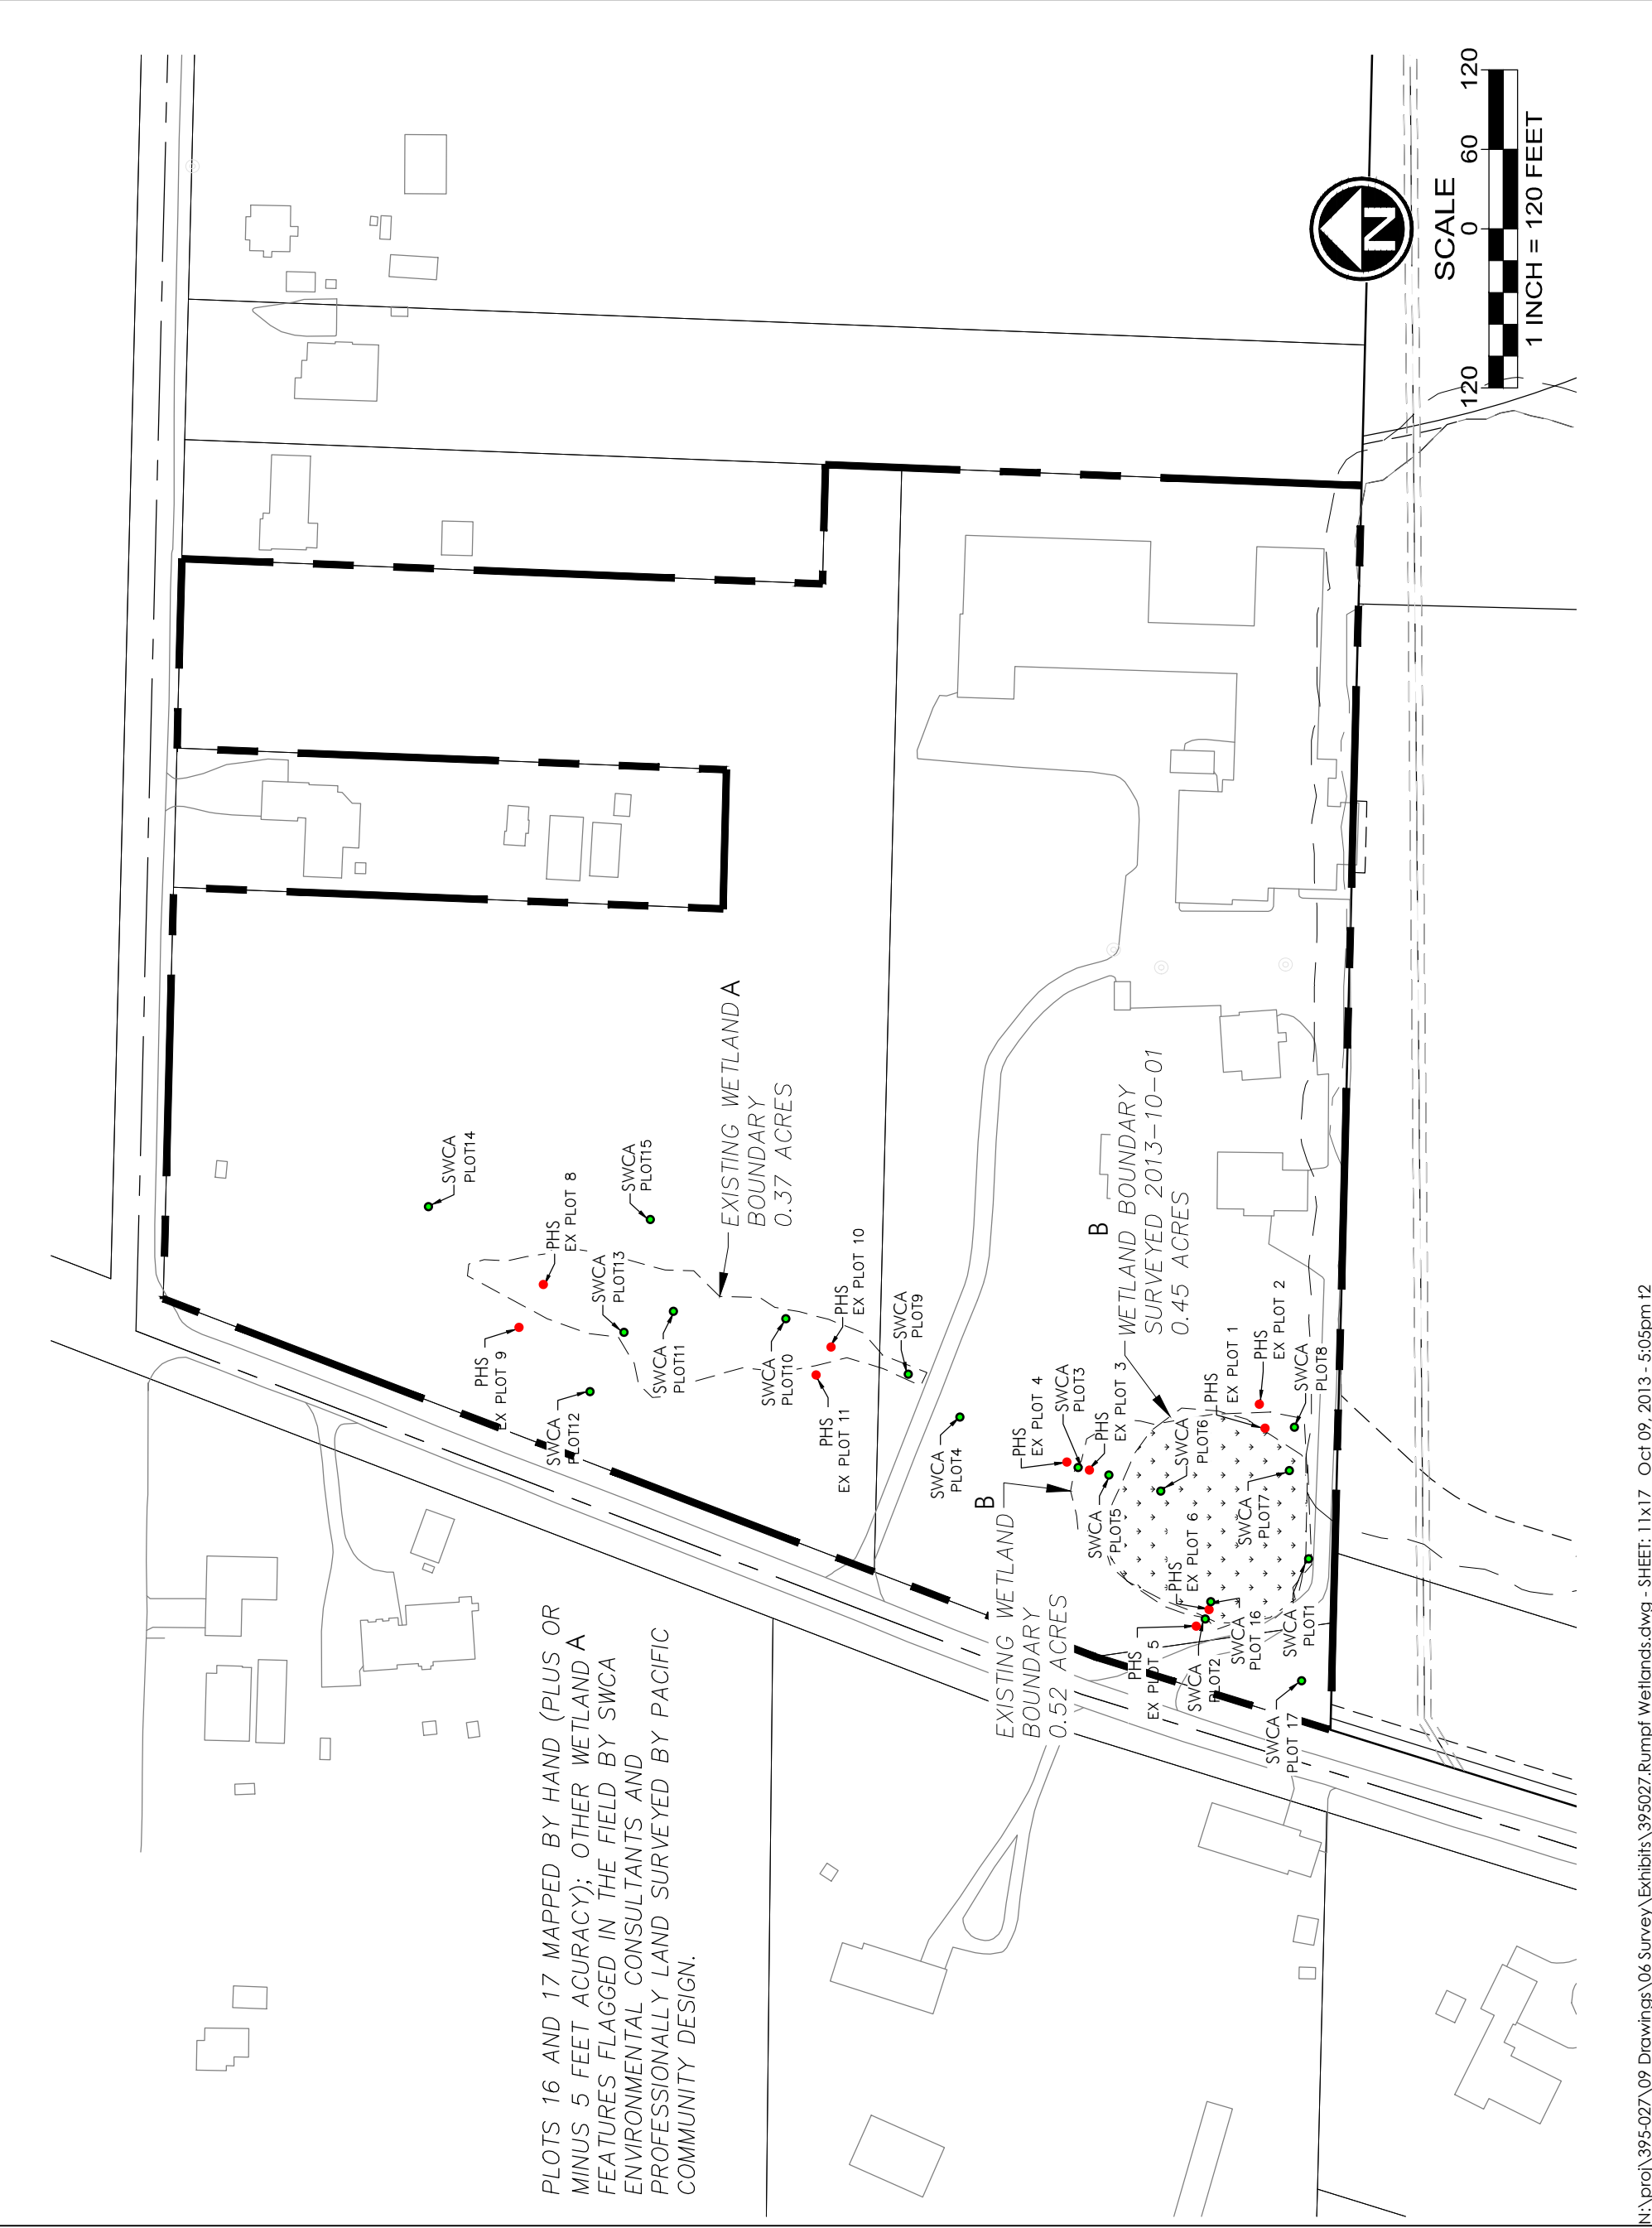 PLOTS 16 AND 17 MAPPED BY HAND (PLUS OR
MINUS 5 FEET ACURACY); OTHER WETLAND A
FEATURES FLAGGED IN THE FIELD BY SWCA
ENVIRONMENTAL CONSULTANTS AND
PROFESSIONALLY LAND SURVEYED BY PACIFIC
COMMUNITY DESIGN.
SWCA
PLOT14
PHS
EX PLOT 8
SWCA
PLOT15
PHS
EX PLOT 9
SWCA
PLOT13
SWCA
PLOT12
SWCA
PLOT11
EXISTING WETLAND A
BOUNDARY
0.37 ACRES
SWCA
PLOT10
PHS
EX PLOT 10
PHS
EX PLOT 11
SWCA
PLOT9
SWCA
PLOT4
B
EXISTING WETLAND
BOUNDARY
0.52 ACRES
PHS
EX PLOT 4
SWCA
PLOT3
PHS
EX PLOT 3
SWCA
PLOT5
B
WETLAND BOUNDARY
SURVEYED 2013-10-01
0.45 ACRES
SWCA
PLOT6
PHS
EX PLOT 1
PHS
EX PLOT 2
SWCA
PLOT8
SWCA
PLOT7
PHS
EX PLOT 6
PHS
EX PLOT 5
SWCA
PLOT2
SWCA
PLOT 16
SWCA
PLOT1
SWCA
PLOT 17
N
SCALE
120 0 60 120
1 INCH = 120 FEET
N:\proj\395-027\09 Drawings\06 Survey\Exhibits\395027.Rumpf Wetlands.dwg - SHEET: 11x17 Oct 09, 2013 - 5:05pm t2